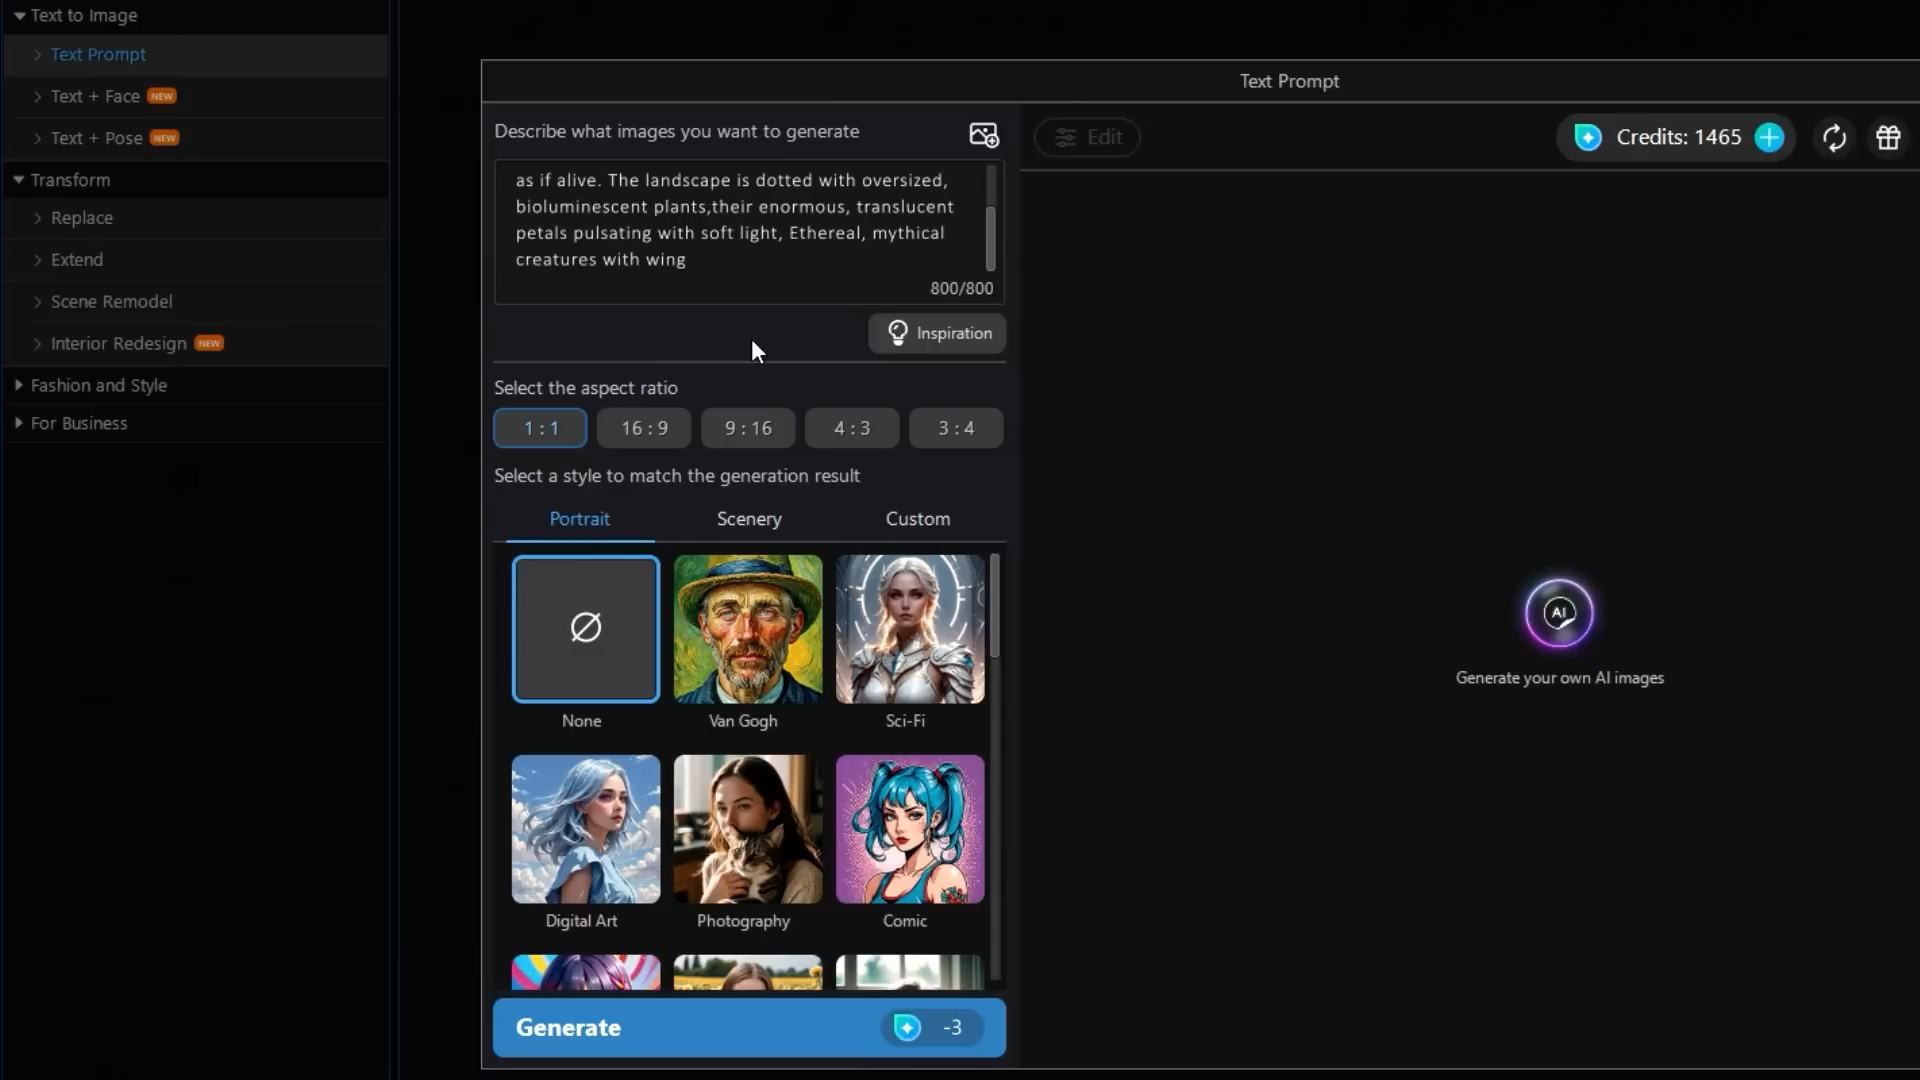 Text to Image
Text Prompt
Text + Face NEW
Text + Pose NEW
Transform
Replace
Extend
Scene Remodel
Interior Redesign NEW
Fashion and Style
For Business
Text Prompt
Describe what images you want to generate
as if alive. The landscape is dotted with oversized,
bioluminescent plants,their enormous, translucent
petals pulsating with soft light, Ethereal, mythical
creatures with wing
800/800
Inspiration
Select the aspect ratio
1 : 1 16 : 9 9 : 16 4 : 3 3 : 4
Select a style to match the generation result
Portrait Scenery Custom
None Van Gogh Sci-Fi
Digital Art Photography Comic
Generate -3
Edit
Credits: 1465
AI
Generate your own AI images